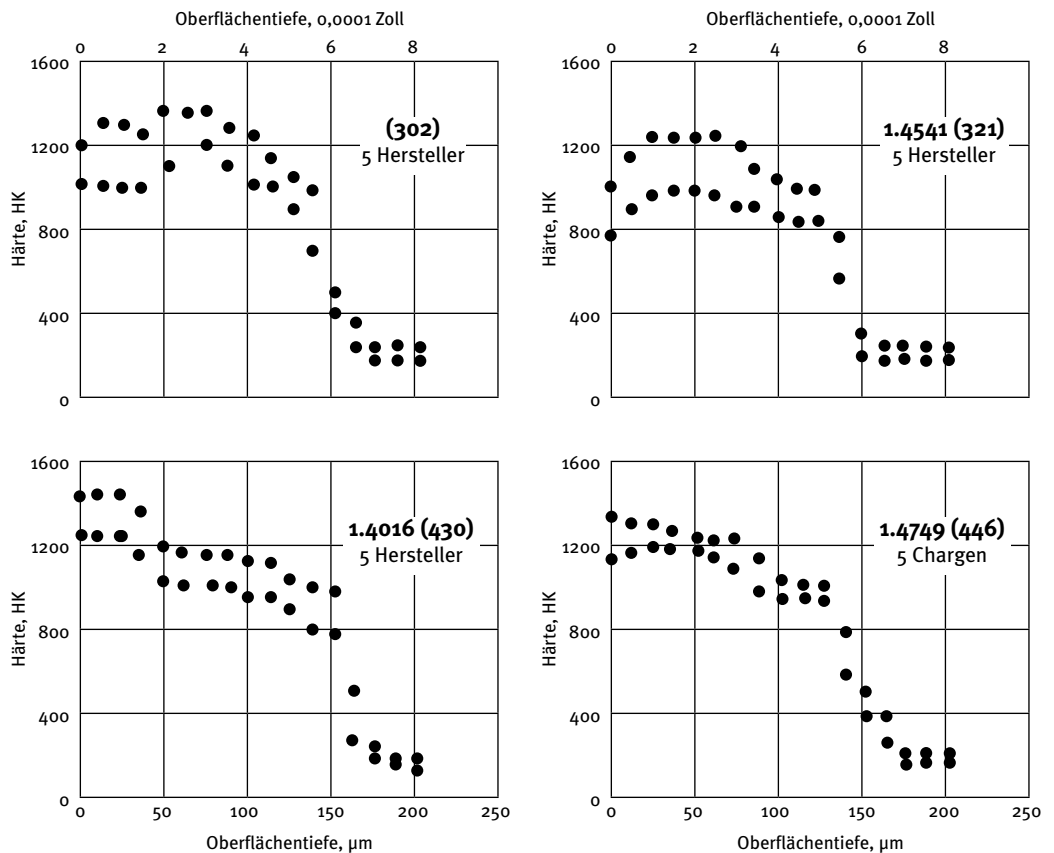 Oberflächentiefe, 0,0001 Zoll
0 2 4 6 8
1600
1200
800
400
0
Härte, HK
(302)
5 Hersteller
Oberflächentiefe, 0,0001 Zoll
0 2 4 6 8
1600
1200
800
400
0
Härte, HK
1.4541 (321)
5 Hersteller
1600
1200
800
400
0
Härte, HK
1.4016 (430)
5 Hersteller
0 50 100 150 200 250
Oberflächentiefe, µm
1600
1200
800
400
0
Härte, HK
1.4749 (446)
5 Chargen
0 50 100 150 200 250
Oberflächentiefe, µm